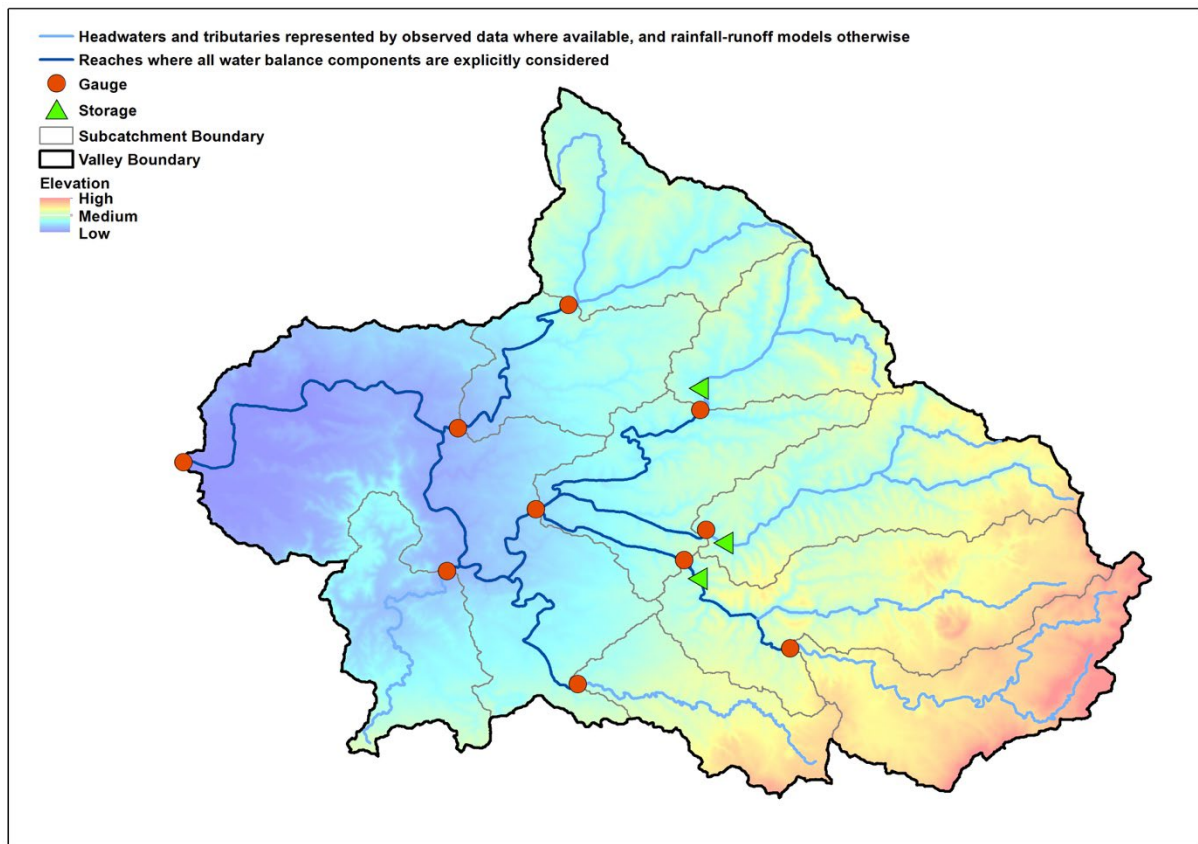 Headwaters and tributaries represented by observed data where available, and rainfall-runoff models otherwise
Reaches where all water balance components are explicitly considered
Gauge
Storage
Subcatchment Boundary
Valley Boundary
Elevation
High
Medium
Low